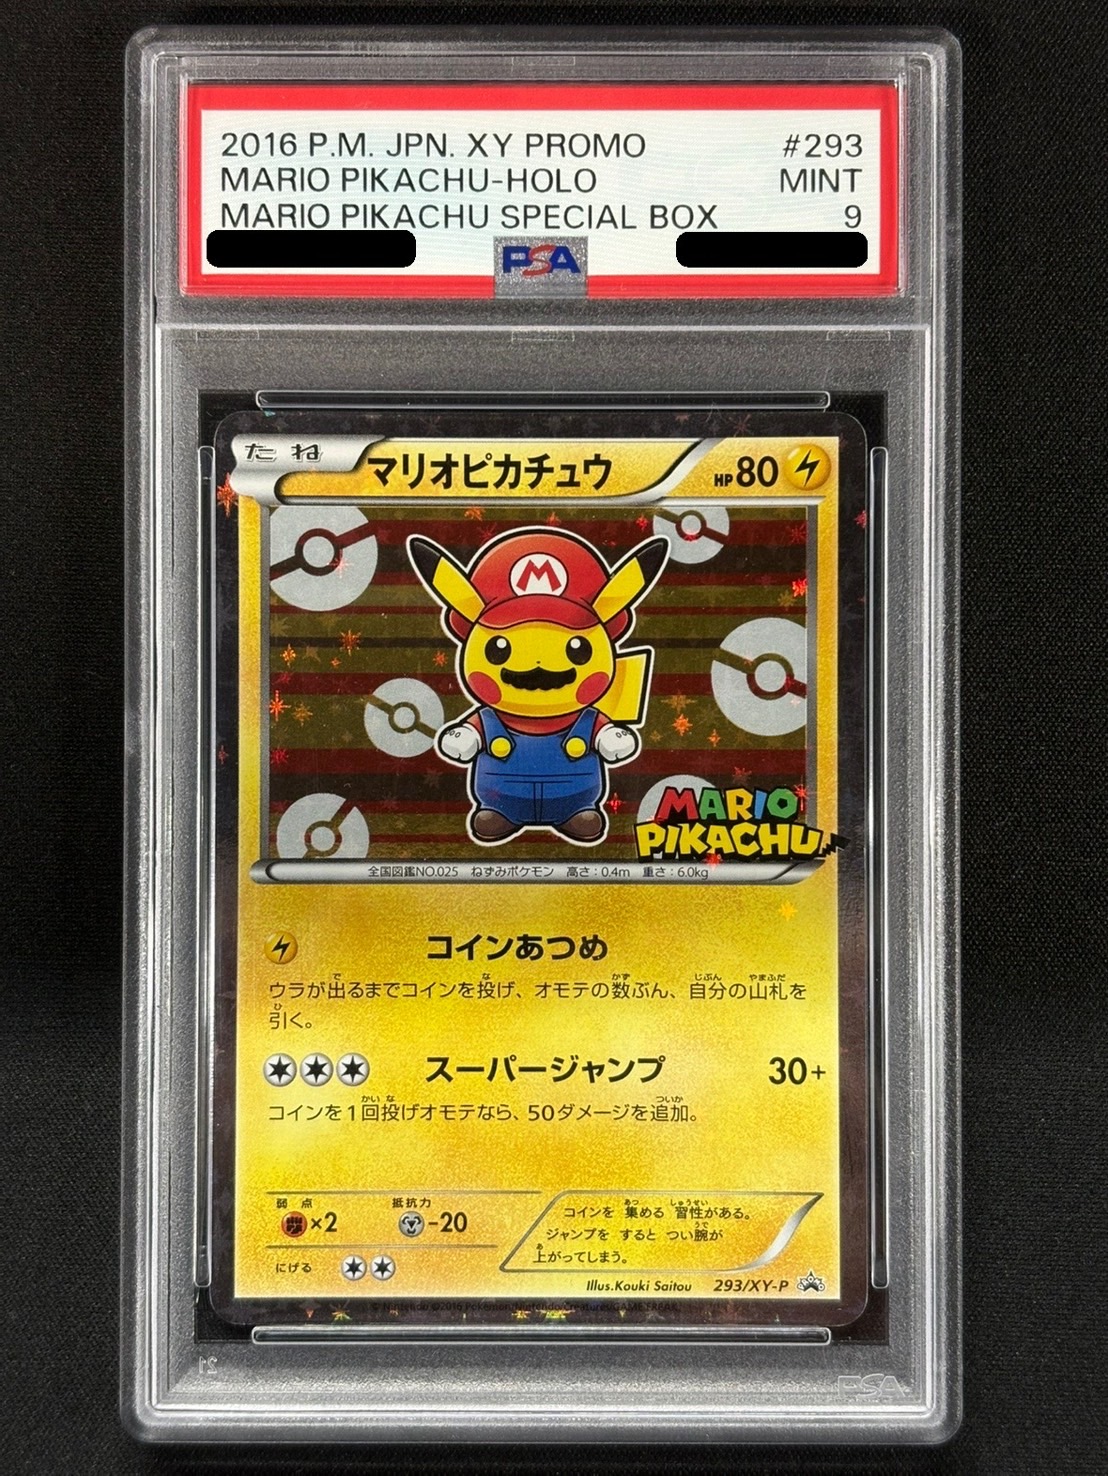 2016 P.M. JPN. XY PROMO #293
MARIO PIKACHU-HOLO MINT
MARIO PIKACHU SPECIAL BOX 9
PSA
たね マリオピカチュウ HP80
M
MARIO
PIKACHU
全国図鑑NO.025 ねずみポケモン 高さ：0.4m 重さ：6.0kg
コインあつめ
ウラが出るまでコインを投げ、オモテの数ぶん、自分の山札を
引く。
スーパージャンプ 30+
コインを1回投げオモテなら、50ダメージを追加。
弱点 抵抗力
×2 -20
にげる
コインを 集める 習性がある。
ジャンプを すると つい腕が
上がってしまう。
Illus.Kouki Saitou 293/XY-P
©2016 Pokémon/Nintendo/Creatures/GAME FREAK.
PSA